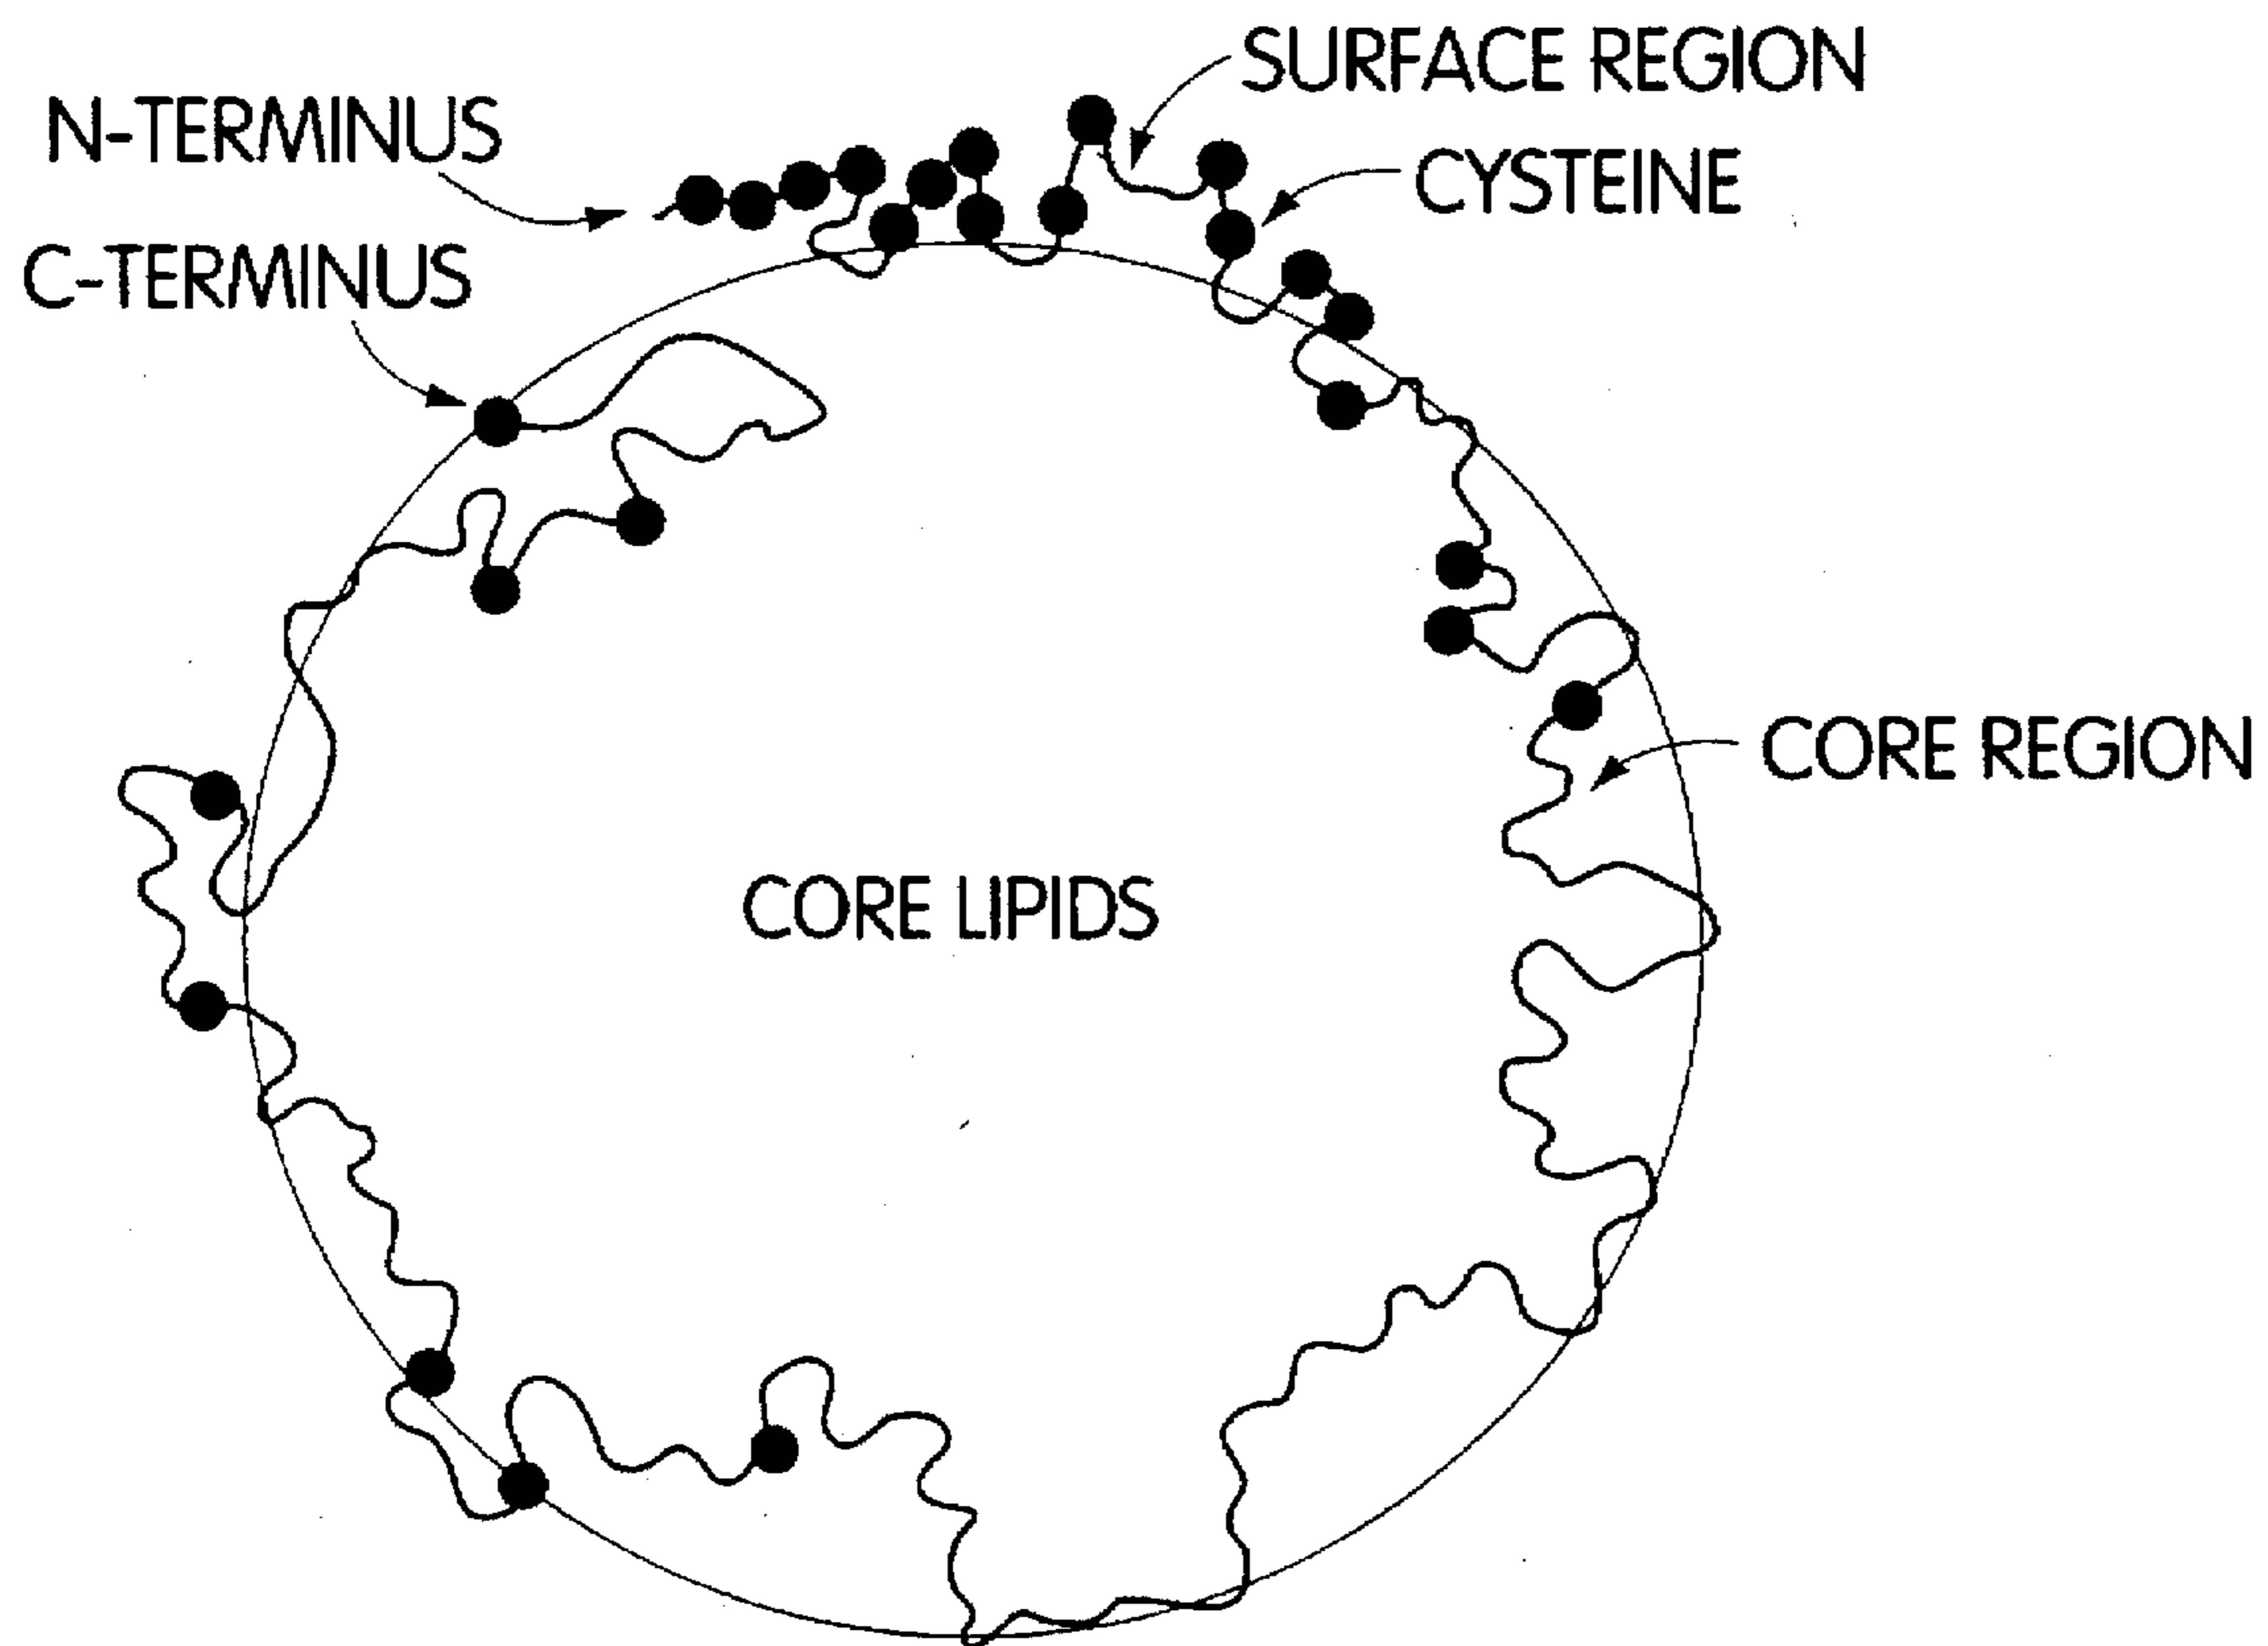 SURFACE REGION
N-TERMINUS
CYSTEINE
C-TERMINUS
CORE REGION
CORE LIPIDS